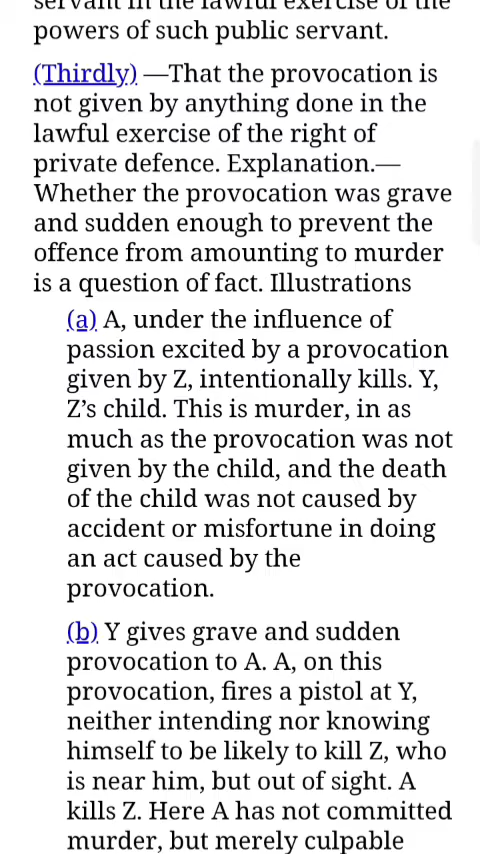 servant in the lawful exercise of the
powers of such public servant.
(Thirdly) —That the provocation is
not given by anything done in the
lawful exercise of the right of
private defence. Explanation.—
Whether the provocation was grave
and sudden enough to prevent the
offence from amounting to murder
is a question of fact. Illustrations
(a) A, under the influence of
passion excited by a provocation
given by Z, intentionally kills. Y,
Z’s child. This is murder, in as
much as the provocation was not
given by the child, and the death
of the child was not caused by
accident or misfortune in doing
an act caused by the
provocation.
(b) Y gives grave and sudden
provocation to A. A, on this
provocation, fires a pistol at Y,
neither intending nor knowing
himself to be likely to kill Z, who
is near him, but out of sight. A
kills Z. Here A has not committed
murder, but merely culpable